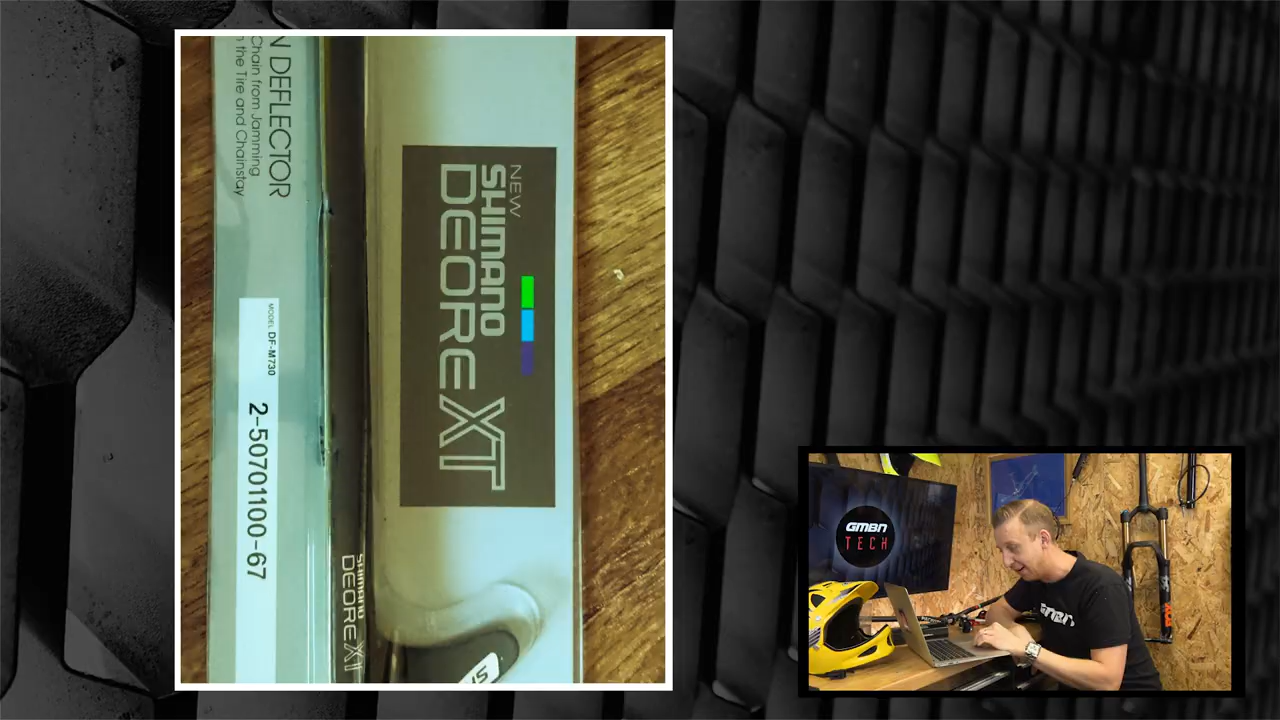 N DEFLECTOR
Chain from Jamming
the Tire and Chainstay
MODEL DF-M730
2-50701100-67
SHIMANO
DEORE XT
NEW
SHIMANO
DEORE XT
GMBN
TECH
GMBN